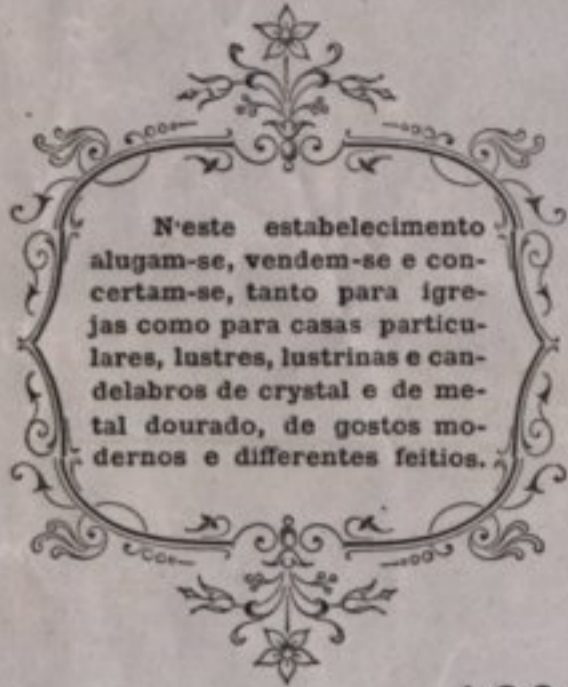 N'este estabelecimento
alugam-se, vendem-se e con-
certam-se, tanto para igre-
jas como para casas particu-
lares, lustres, lustrinas e can-
delabros de crystal e de me-
tal dourado, de gostos mo-
dernos e differentes feitios.